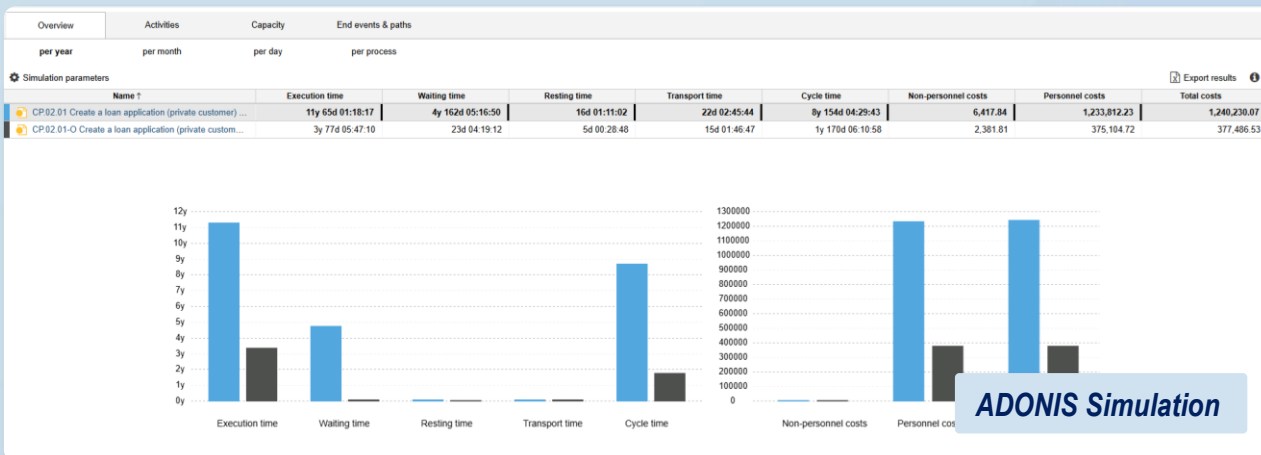 Overview Activities Capacity End events & paths
per year per month per day per process
Simulation parameters Export results
Name ↑ Execution time Waiting time Resting time Transport time Cycle time Non-personnel costs Personnel costs Total costs
CP.02.01 Create a loan application (private customer) ... 11y 65d 01:18:17 4y 162d 05:16:50 16d 01:11:02 22d 02:45:44 8y 154d 04:29:43 6,417.84 1,233,812.23 1,240,230.07
CP.02.01-O Create a loan application (private custom... 3y 77d 05:47:10 23d 04:19:12 5d 00:28:48 15d 01:46:47 1y 170d 06:10:58 2,381.81 375,104.72 377,486.53
12y
11y
10y
9y
8y
7y
6y
5y
4y
3y
2y
1y
0y
Execution time Waiting time Resting time Transport time Cycle time
1300000
1200000
1100000
1000000
900000
800000
700000
600000
500000
400000
300000
200000
100000
0
Non-personnel costs Personnel cos
ADONIS Simulation